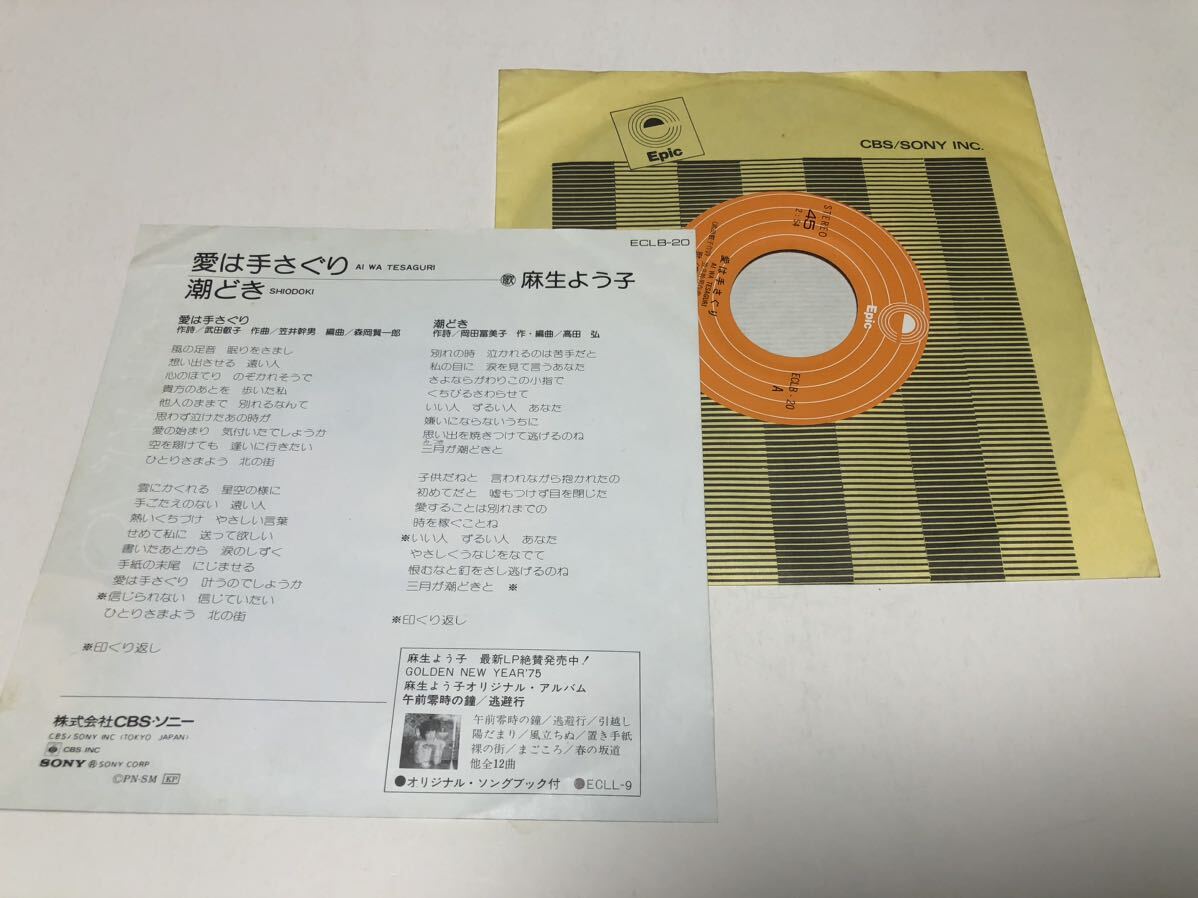 ECLB-20
愛は手さぐり AI WA TESAGURI
潮どき SHIODOKI
歌 麻生よう子
愛は手さぐり
作詩／武田敏子 作曲／笠井幹男 編曲／森岡賢一郎
風の足音 眠りをさまし
想い出させる 遠い人
心のほてり のぞかれそうで
貴方のあとを 歩いた私
他人のままで 別れるなんて
思わず泣けたあの時が
愛の始まり 気付いたでしょうか
空を翔けても 逢いに行きたい
ひとりさまよう 北の街
雲にかくれる 星空の様に
手ごたえのない 遠い人
熱いくちづけ やさしい言葉
せめて私に 送って欲しい
書いたあとから 涙のしずく
手紙の末尾 にじませる
愛は手さぐり 叶うのでしょうか
※信じられない 信じていたい
ひとりさまよう 北の街
※印ぐり返し
潮どき
作詩／岡田冨美子 作・編曲／高田 弘
別れの時 泣かれるのは苦手だと
私の目に 涙を見て言うあなた
さよならがわりこの小指で
くちびるさわらせて
いい人 ずるい人 あなた
嫌いにならないうちに
思い出を焼きつけて逃げるのね
三月が潮どきと
子供だねと 言われながら抱かれたの
初めてだと 嘘もつけず目を閉じた
愛することは別れまでの
時を稼ぐことね
※いい人 ずるい人 あなた
やさしくうなじをなでて
恨むなと釘をさし逃げるのね
三月が潮どきと ※
※印ぐり返し
麻生よう子 最新LP絶賛発売中！
GOLDEN NEW YEAR'75
麻生よう子オリジナル・アルバム
午前零時の鐘／逃避行
午前零時の鐘／逃避行／引越し
陽だまり／風立ちぬ／置き手紙
裸の街／まごころ／春の坂道
他全12曲
●オリジナル・ソングブック付 ●ECLL-9
株式会社CBS・ソニー
CBS/SONY INC (TOKYO JAPAN)
CBS INC
SONY ® SONY CORP
©PN-SM KP
Epic
CBS/SONY INC.
STEREO
45
2:54
愛は手さぐり
AI WA TESAGURI
Epic
ECLB-20
A